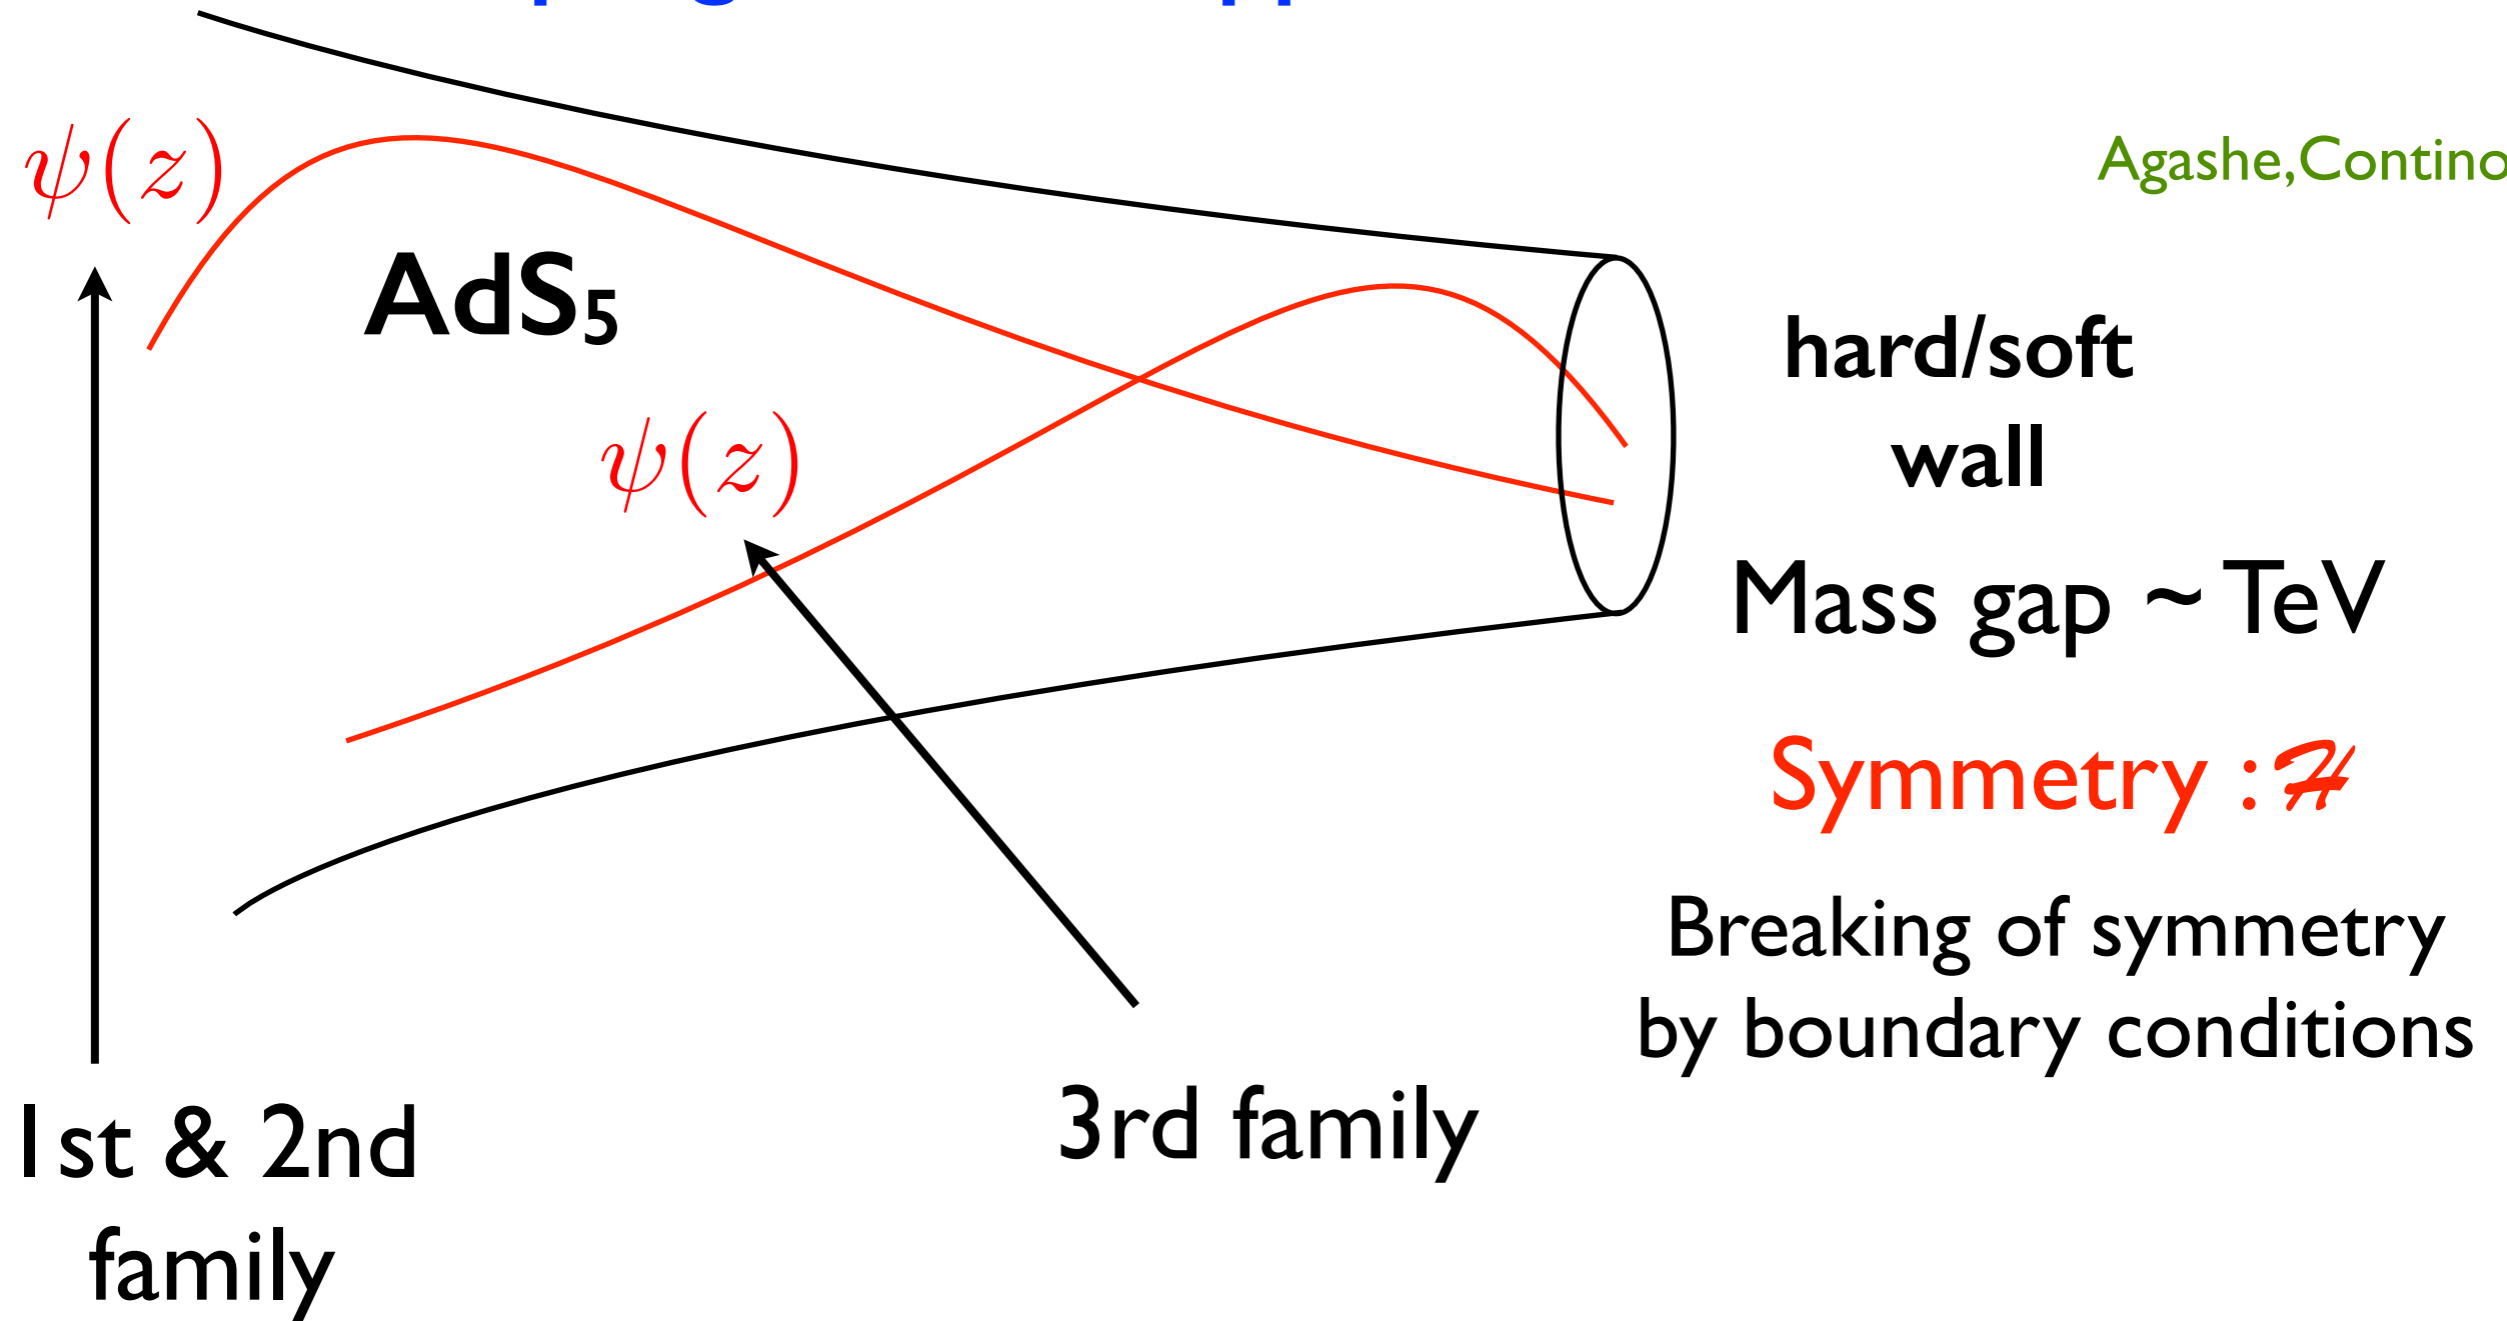 ψ(z)
Agashe, Contino
AdS₅
hard/soft
wall
ψ(z)
Mass gap ~ TeV
Symmetry : ℋ
Breaking of symmetry
by boundary conditions
3rd family
1st & 2nd
family